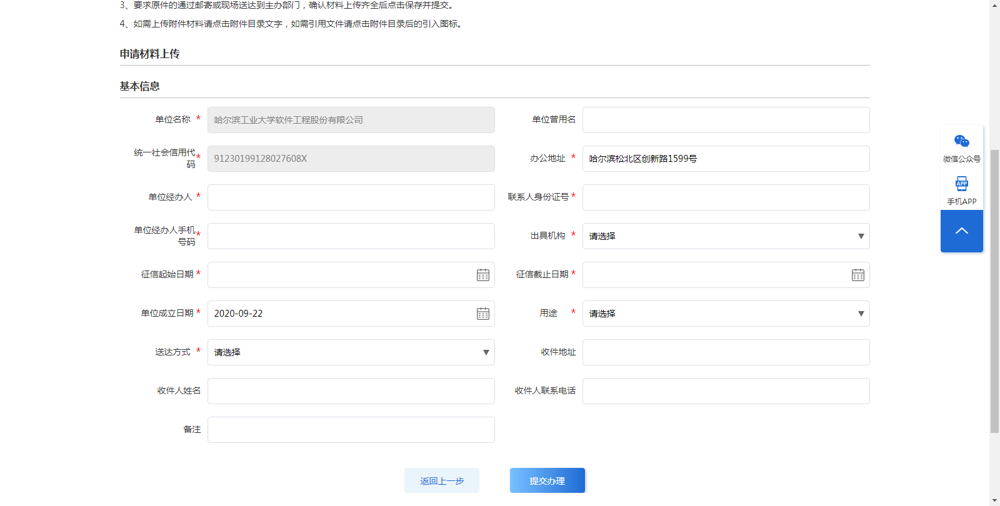 3、要求原件的通过邮寄或现场送达到主办部门，确认材料上传齐全后点击保存并提交。
4、如需上传附件材料请点击附件目录文字，如需引用文件请点击附件目录后的引入图标。
申请材料上传
基本信息
单位名称 * 哈尔滨工业大学软件工程股份有限公司
单位曾用名
统一社会信用代码 * 91230199128027608X
办公地址 * 哈尔滨松北区创新路1599号
单位经办人 *
联系人身份证号 *
单位经办人手机号码 *
出具机构 * 请选择
征信起始日期 *
征信截止日期 *
单位成立日期 * 2020-09-22
用途 * 请选择
送达方式 * 请选择
收件地址
收件人姓名
收件人联系电话
备注
返回上一步
提交办理
微信公众号
APP
手机APP